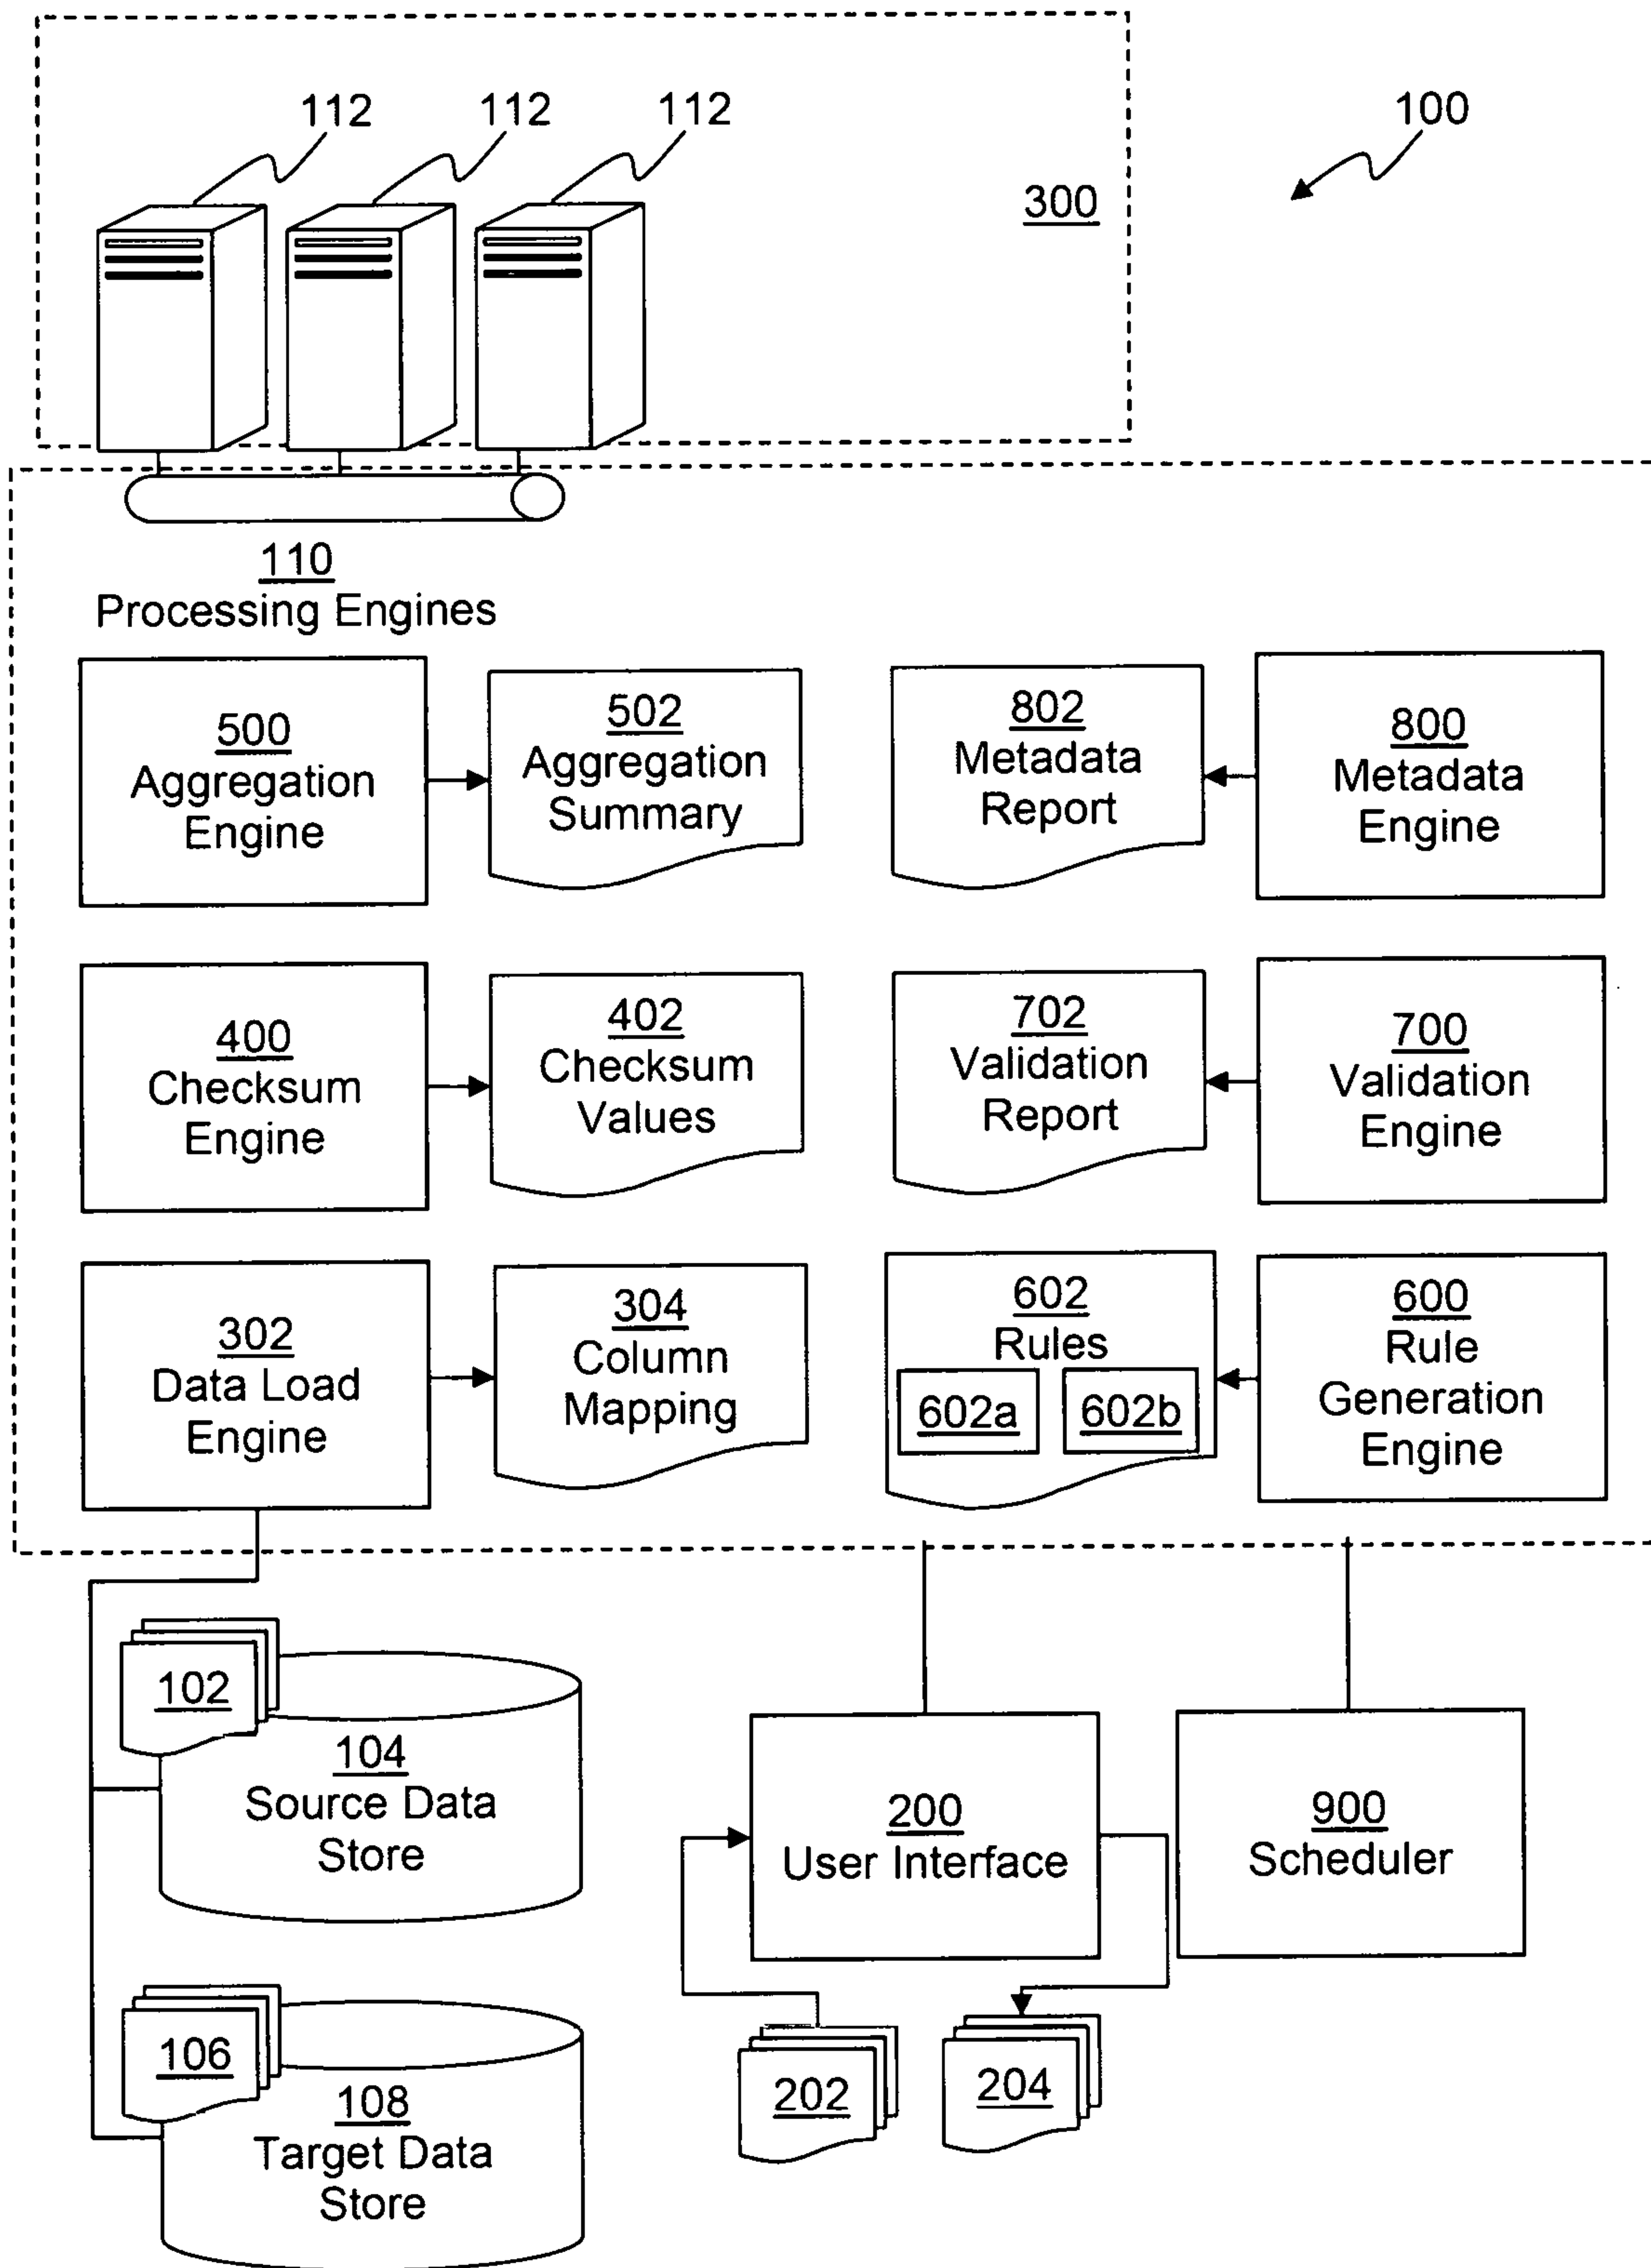 112
112
112
100
300
110
Processing Engines
500
Aggregation
Engine
502
Aggregation
Summary
802
Metadata
Report
800
Metadata
Engine
400
Checksum
Engine
402
Checksum
Values
702
Validation
Report
700
Validation
Engine
302
Data Load
Engine
304
Column
Mapping
602
Rules
602a
602b
600
Rule
Generation
Engine
102
104
Source Data
Store
200
User Interface
900
Scheduler
106
108
Target Data
Store
202
204